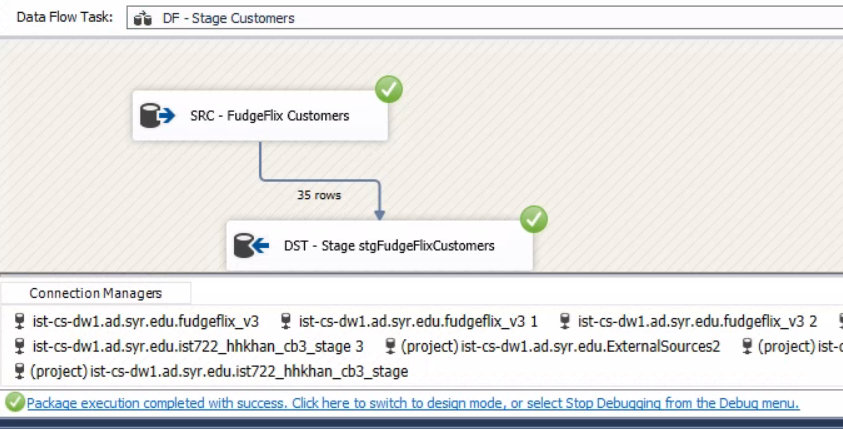 Data Flow Task: DF - Stage Customers
SRC - FudgeFlix Customers
35 rows
DST - Stage stgFudgeFlixCustomers
Connection Managers
ist-cs-dw1.ad.syr.edu.fudgeflix_v3 ist-cs-dw1.ad.syr.edu.fudgeflix_v3 1 ist-cs-dw1.ad.syr.edu.fudgeflix_v3 2
ist-cs-dw1.ad.syr.edu.ist722_hhkhan_cb3_stage 3 (project) ist-cs-dw1.ad.syr.edu.ExternalSources2 (project) ist-c
(project) ist-cs-dw1.ad.syr.edu.ist722_hhkhan_cb3_stage
Package execution completed with success. Click here to switch to design mode, or select Stop Debugging from the Debug menu.